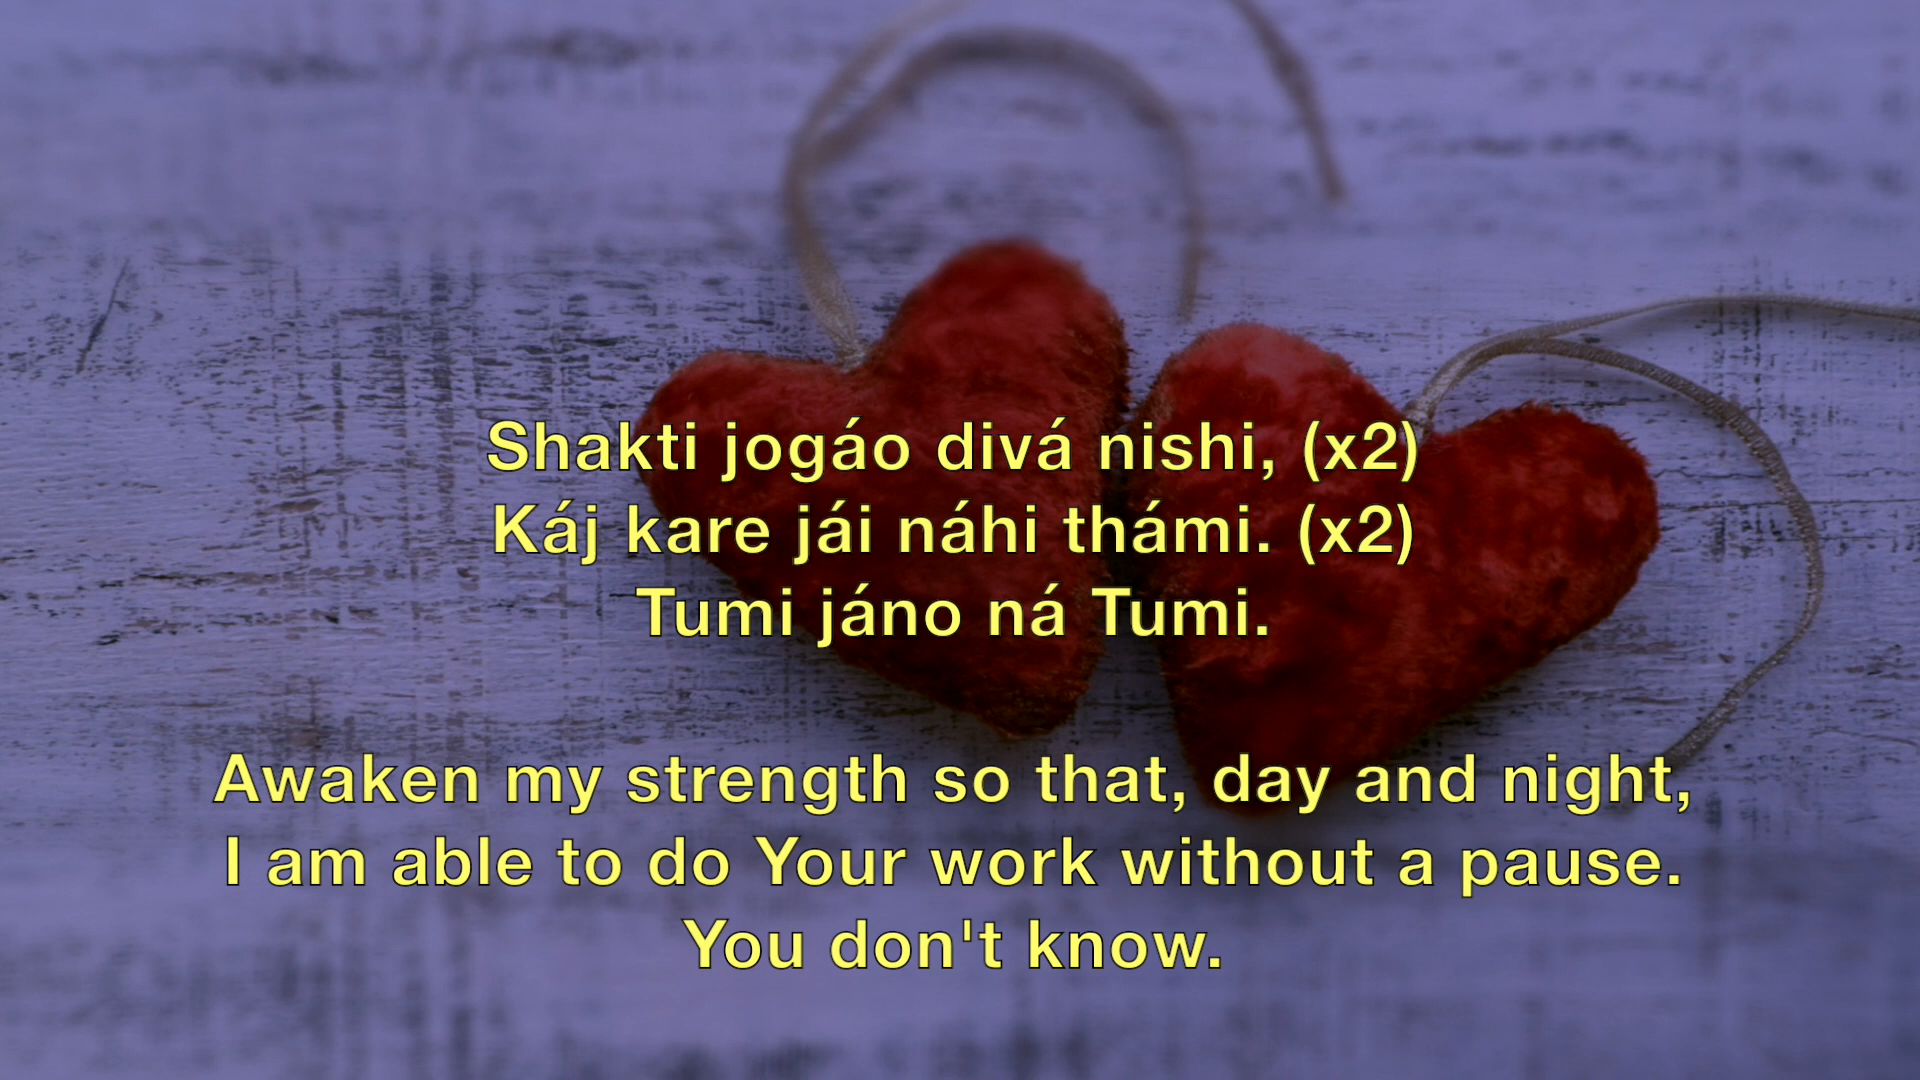 Shakti jogáo divá nishi, (x2)
Káj kare jái náhi thámi. (x2)
Tumi jáno ná Tumi.
Awaken my strength so that, day and night,
I am able to do Your work without a pause.
You don't know.